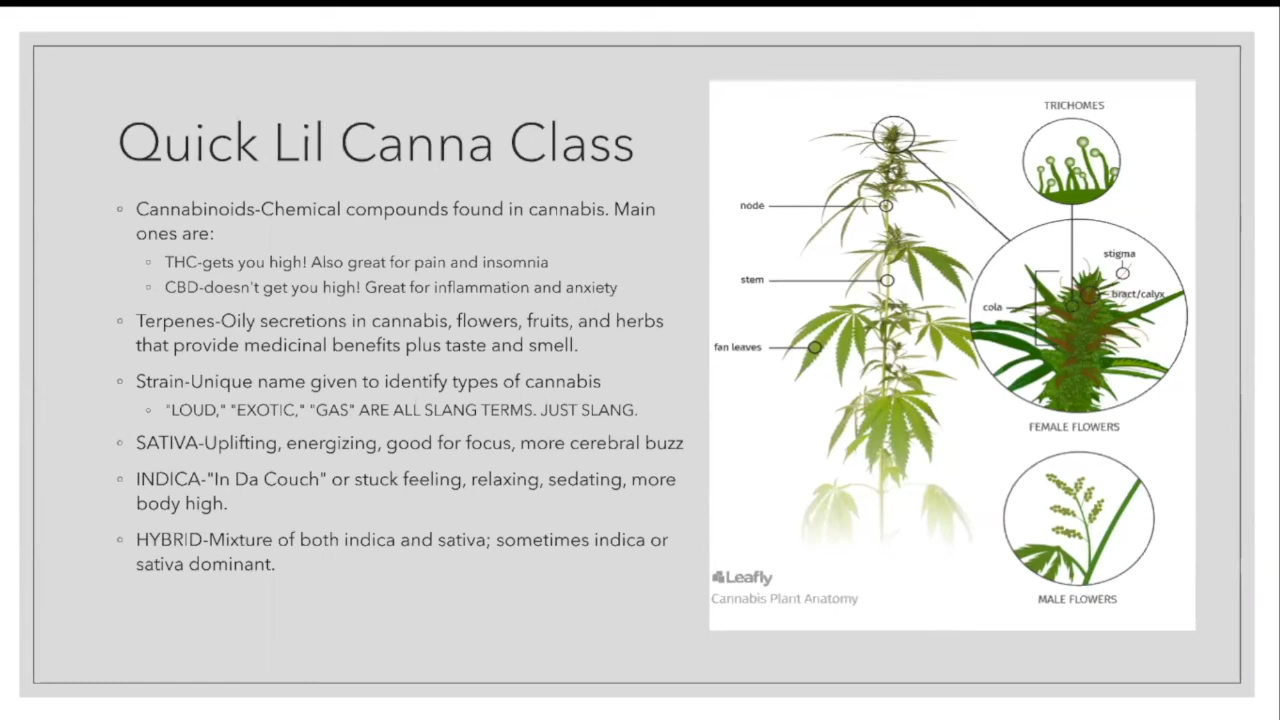 Quick Lil Canna Class
◦ Cannabinoids-Chemical compounds found in cannabis. Main
ones are:
◦ THC-gets you high! Also great for pain and insomnia
◦ CBD-doesn't get you high! Great for inflammation and anxiety
◦ Terpenes-Oily secretions in cannabis, flowers, fruits, and herbs
that provide medicinal benefits plus taste and smell.
◦ Strain-Unique name given to identify types of cannabis
◦ "LOUD," "EXOTIC," "GAS" ARE ALL SLANG TERMS. JUST SLANG.
◦ SATIVA-Uplifting, energizing, good for focus, more cerebral buzz
◦ INDICA-"In Da Couch" or stuck feeling, relaxing, sedating, more
body high.
◦ HYBRID-Mixture of both indica and sativa; sometimes indica or
sativa dominant.
TRICHOMES
node
stem
fan leaves
stigma
bract/calyx
cola
FEMALE FLOWERS
MALE FLOWERS
Leafly
Cannabis Plant Anatomy